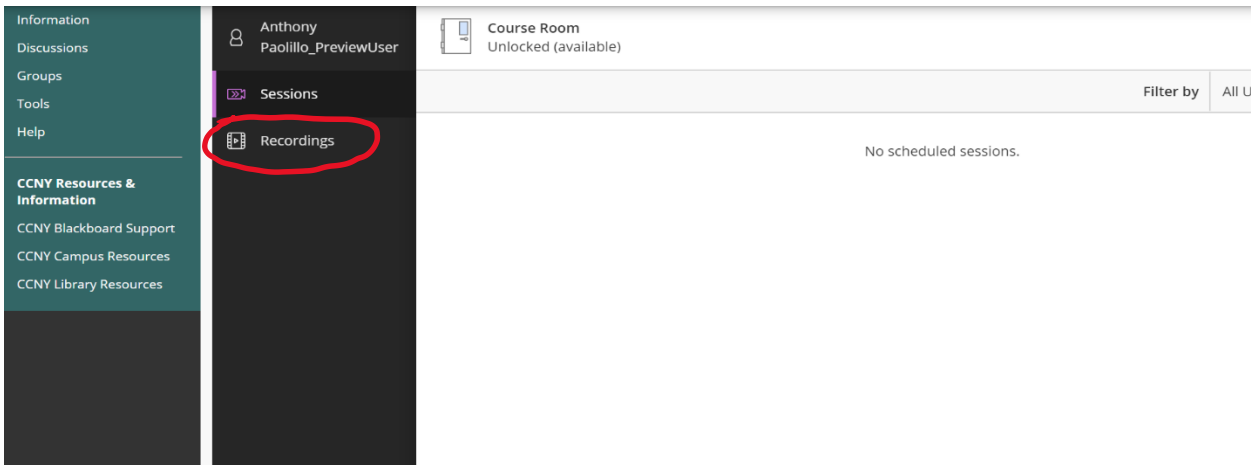 Information
Discussions
Groups
Tools
Help
CCNY Resources &
Information
CCNY Blackboard Support
CCNY Campus Resources
CCNY Library Resources
Anthony
Paolillo_PreviewUser
Sessions
Recordings
Course Room
Unlocked (available)
Filter by
All U
No scheduled sessions.